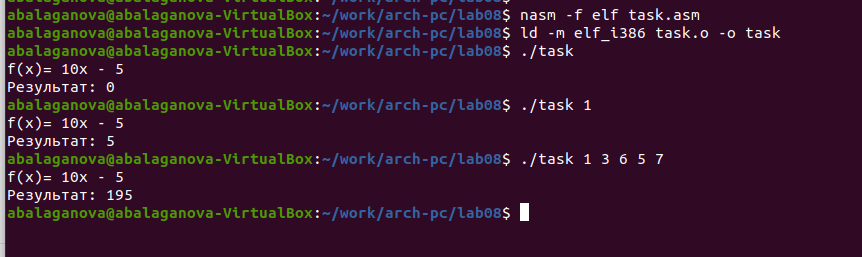 abalaganova@abalaganova-VirtualBox:~/work/arch-pc/lab08$ nasm -f elf task.asm
abalaganova@abalaganova-VirtualBox:~/work/arch-pc/lab08$ ld -m elf_i386 task.o -o task
abalaganova@abalaganova-VirtualBox:~/work/arch-pc/lab08$ ./task
f(x)= 10x - 5
Результат: 0
abalaganova@abalaganova-VirtualBox:~/work/arch-pc/lab08$ ./task 1
f(x)= 10x - 5
Результат: 5
abalaganova@abalaganova-VirtualBox:~/work/arch-pc/lab08$ ./task 1 3 6 5 7
f(x)= 10x - 5
Результат: 195
abalaganova@abalaganova-VirtualBox:~/work/arch-pc/lab08$